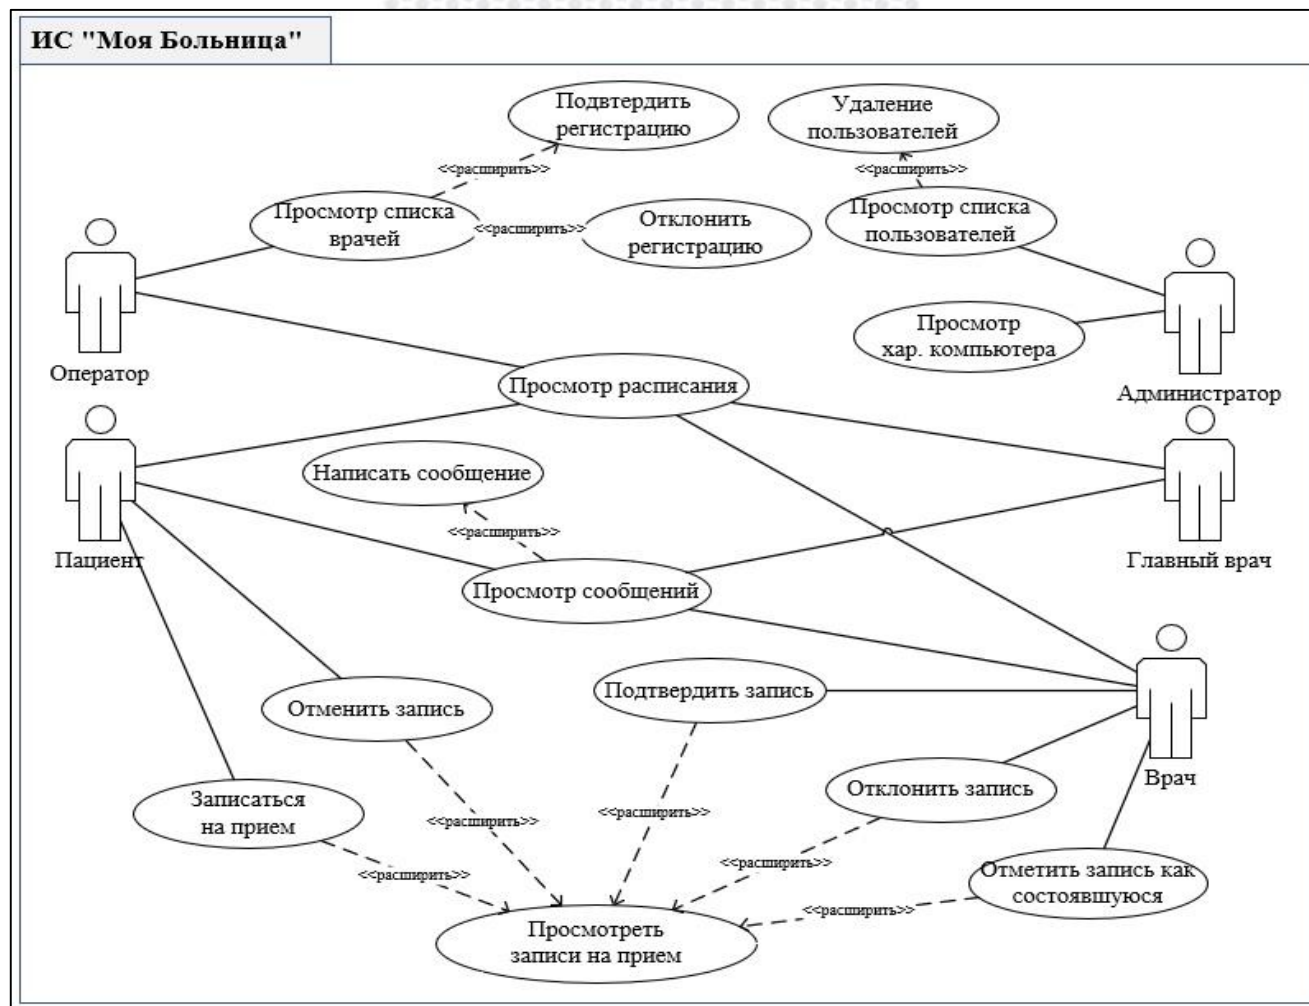 ИС "Моя Больница"
Подвтердить
регистрацию
Удаление
пользователей
<<расширить>>
<<расширить>>
Просмотр списка
врачей
<<расширить>>
Отклонить
регистрацию
Просмотр списка
пользователей
Просмотр
хар. компьютера
Оператор
Просмотр расписания
Администратор
Написать сообщение
<<расширить>>
Пациент
Главный врач
Просмотр сообщений
Подтвердить запись
Отменить запись
Врач
Отклонить запись
Записаться
на прием
<<расширить>>
<<расширить>>
<<расширить>>
<<расширить>>
Отметить запись как
состоявшуюся
<<расширить>>
Просмотреть
записи на прием